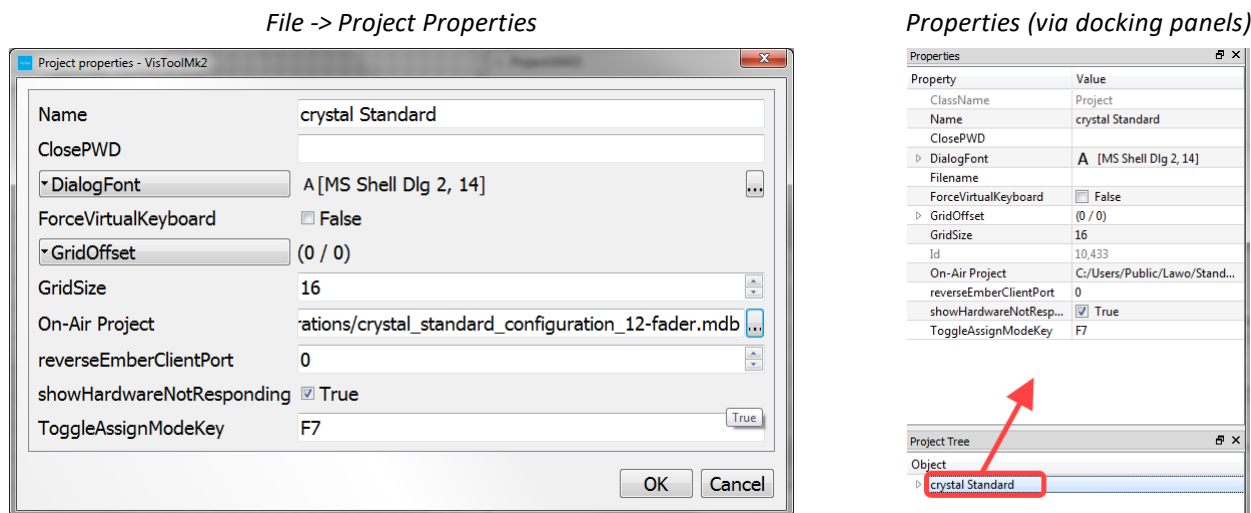 File -> Project Properties
Project properties - VisToolMk2
Name crystal Standard
ClosePWD
DialogFont A [MS Shell Dlg 2, 14] ...
ForceVirtualKeyboard False
GridOffset (0 / 0)
GridSize 16
On-Air Project rations/crystal_standard_configuration_12-fader.mdb ...
reverseEmberClientPort 0
showHardwareNotResponding True
True
ToggleAssignModeKey F7
OK Cancel
Properties (via docking panels)
Properties
Property Value
ClassName Project
Name crystal Standard
ClosePWD
DialogFont A [MS Shell Dlg 2, 14]
Filename
ForceVirtualKeyboard False
GridOffset (0 / 0)
GridSize 16
Id 10,433
On-Air Project C:/Users/Public/Lawo/Stand...
reverseEmberClientPort 0
showHardwareNotResp... True
ToggleAssignModeKey F7
Project Tree
Object
crystal Standard